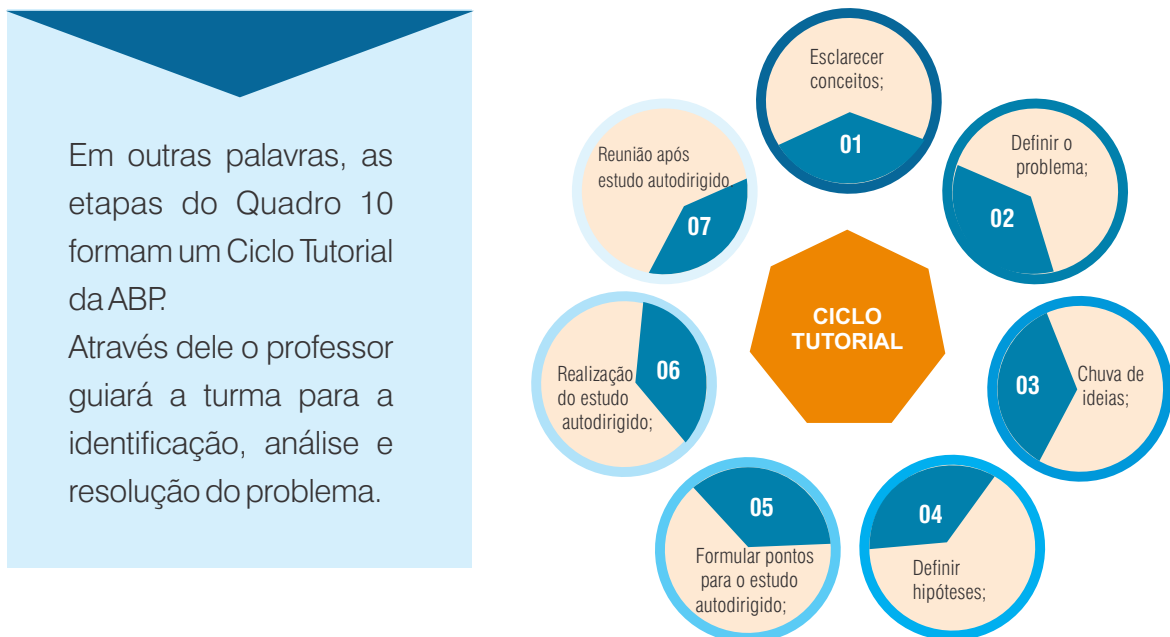 Em outras palavras, as
etapas do Quadro 10
formam um Ciclo Tutorial
da ABP.
Através dele o professor
guiará a turma para a
identificação, análise e
resolução do problema.
Esclarecer
conceitos;
01
Definir o
problema;
02
03
Chuva de
ideias;
04
Definir
hipóteses;
05
Formular pontos
para o estudo
autodirigido;
Realização
do estudo
autodirigido;
06
Reunião após
estudo autodirigido
07
CICLO
TUTORIAL